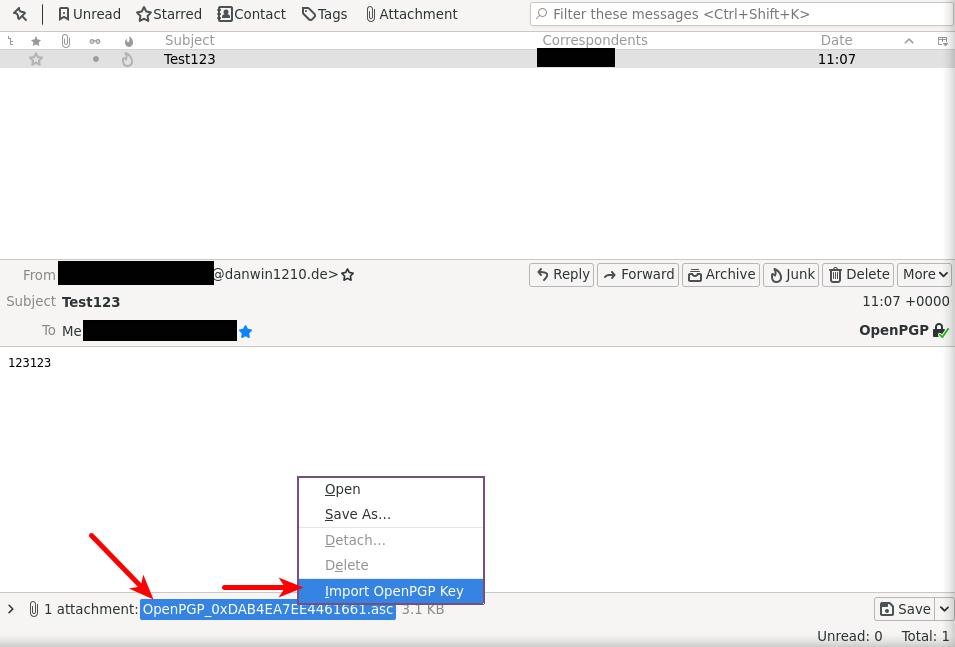 Unread Starred Contact Tags Attachment Filter these messages <Ctrl+Shift+K>
Subject Correspondents Date
Test123 11:07
From @danwin1210.de> Reply Forward Archive Junk Delete More
Subject Test123 11:07 +0000
To Me OpenPGP
123123
Open
Save As...
Detach...
Delete
Import OpenPGP Key
1 attachment: OpenPGP_0xDAB4EA7EE4461661.asc 3.1 KB Save
Unread: 0 Total: 1